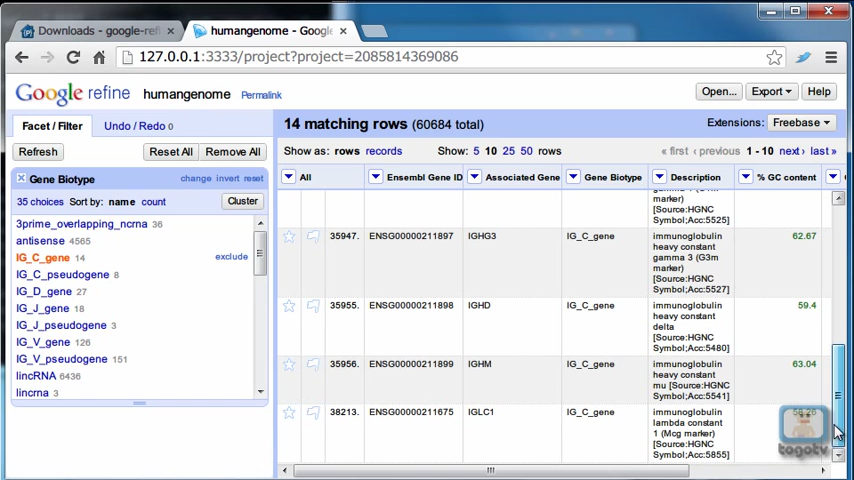 Downloads - google-refi
humangenome - Google
127.0.0.1:3333/project?project=2085814369086
Google refine humangenome Permalink
Open... Export Help
Facet / Filter Undo / Redo 0
14 matching rows (60684 total)
Extensions: Freebase
Refresh Reset All Remove All
Show as: rows records Show: 5 10 25 50 rows
« first ‹ previous 1 - 10 next › last »
Gene Biotype change invert reset
35 choices Sort by: name count Cluster
3prime_overlapping_ncrna 36
antisense 4565
IG_C_gene 14 exclude
IG_C_pseudogene 8
IG_D_gene 27
IG_J_gene 18
IG_J_pseudogene 3
IG_V_gene 126
IG_V_pseudogene 151
lincRNA 6436
lincrna 3
All Ensembl Gene ID Associated Gene Gene Biotype Description % GC content
gamma 1 (G1m
marker)
[Source:HGNC
Symbol;Acc:5525]
35947. ENSG00000211897 IGHG3 IG_C_gene immunoglobulin 62.67
heavy constant
gamma 3 (G3m
marker)
[Source:HGNC
Symbol;Acc:5527]
35955. ENSG00000211898 IGHD IG_C_gene immunoglobulin 59.4
heavy constant
delta
[Source:HGNC
Symbol;Acc:5480]
35956. ENSG00000211899 IGHM IG_C_gene immunoglobulin 63.04
heavy constant
mu [Source:HGNC
Symbol;Acc:5541]
38213. ENSG00000211675 IGLC1 IG_C_gene immunoglobulin
lambda constant
1 (Mcg marker)
[Source:HGNC
Symbol;Acc:5855]
togotv